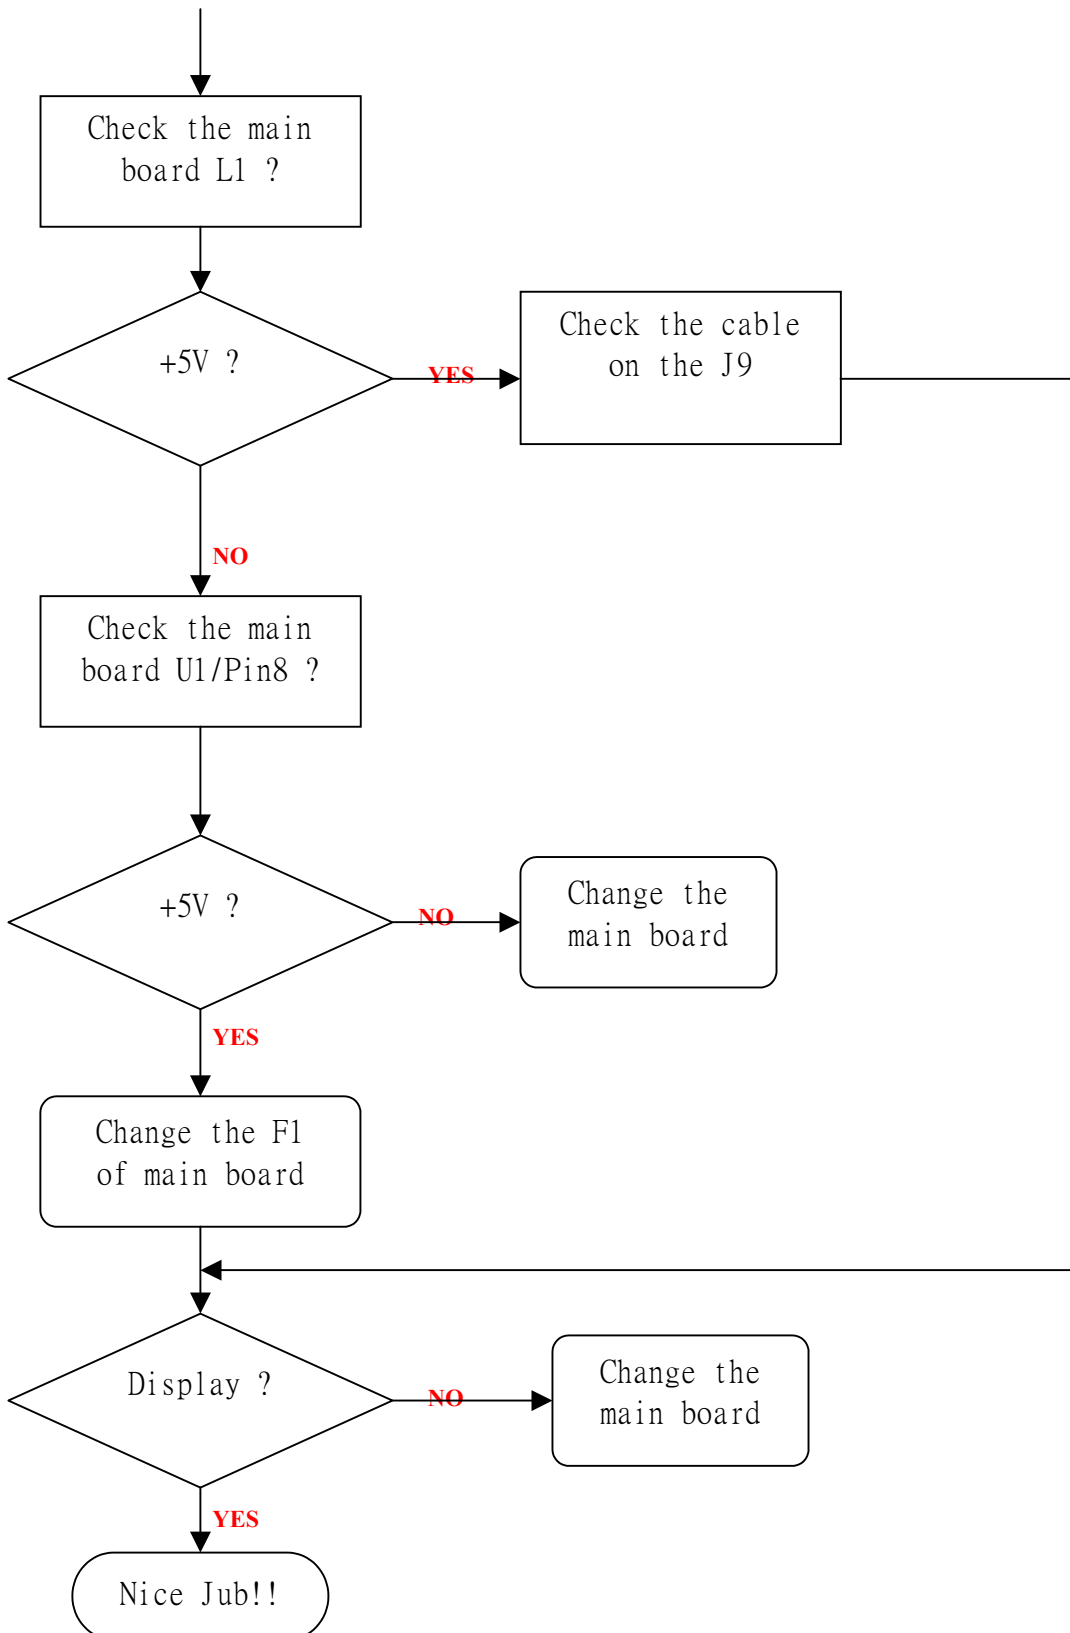 Check the main
board L1 ?
+5V ?
YES
Check the cable
on the J9
NO
Check the main
board U1/Pin8 ?
+5V ?
NO
Change the
main board
YES
Change the F1
of main board
Display ?
NO
Change the
main board
YES
Nice Jub!!